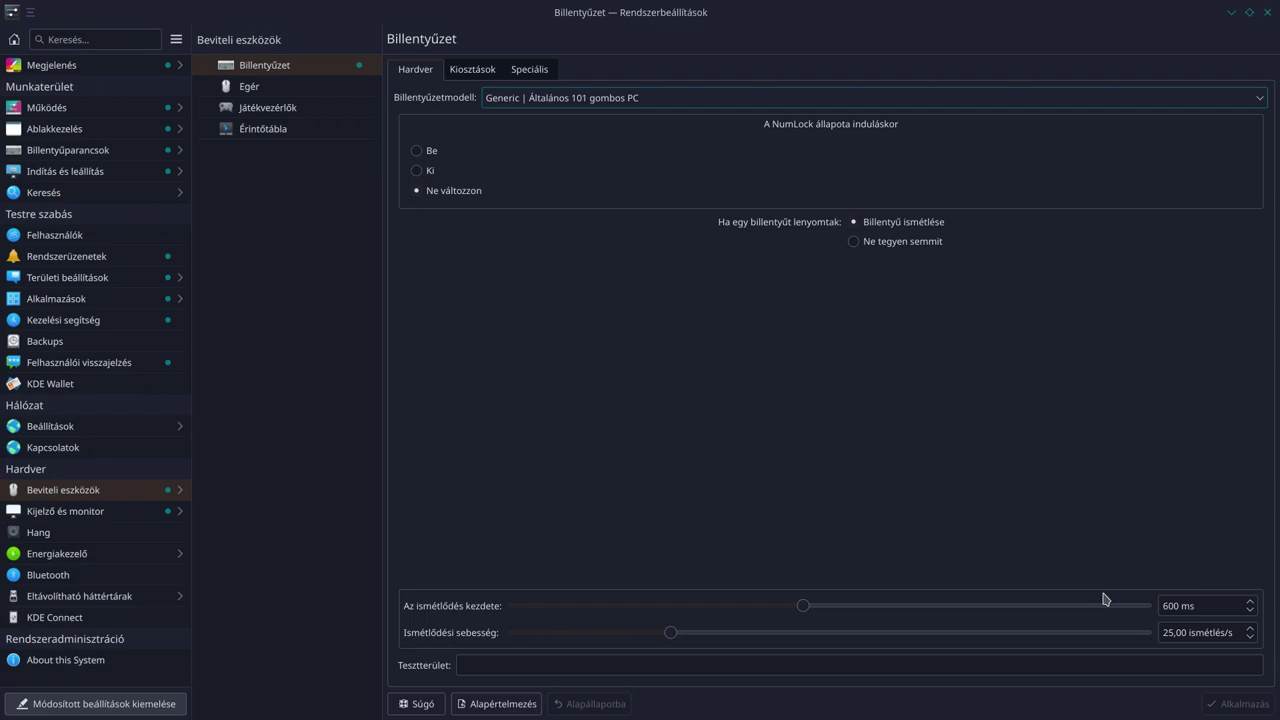 Billentyűzet — Rendszerbeállítások
Keresés...
Megjelenés
Munkaterület
Működés
Ablakkezelés
Billentyűparancsok
Indítás és leállítás
Keresés
Testre szabás
Felhasználók
Rendszerüzenetek
Területi beállítások
Alkalmazások
Kezelési segítség
Backups
Felhasználói visszajelzés
KDE Wallet
Hálózat
Beállítások
Kapcsolatok
Hardver
Beviteli eszközök
Kijelző és monitor
Hang
Energiakezelő
Bluetooth
Eltávolítható háttértárak
KDE Connect
Rendszeradminisztráció
About this System
Módosított beállítások kiemelése
Beviteli eszközök
Billentyűzet
Egér
Játékvezérlők
Érintőtábla
Billentyűzet
Hardver Kiosztások Speciális
Billentyűzetmodell: Generic | Általános 101 gombos PC
A NumLock állapota induláskor
Be
Ki
Ne változzon
Ha egy billentyűt lenyomtak: Billentyű ismétlése
Ne tegyen semmit
Az ismétlődés kezdete: 600 ms
Ismétlődési sebesség: 25,00 ismétlés/s
Tesztterület:
Súgó Alapértelmezés Alapállapotba Alkalmazás